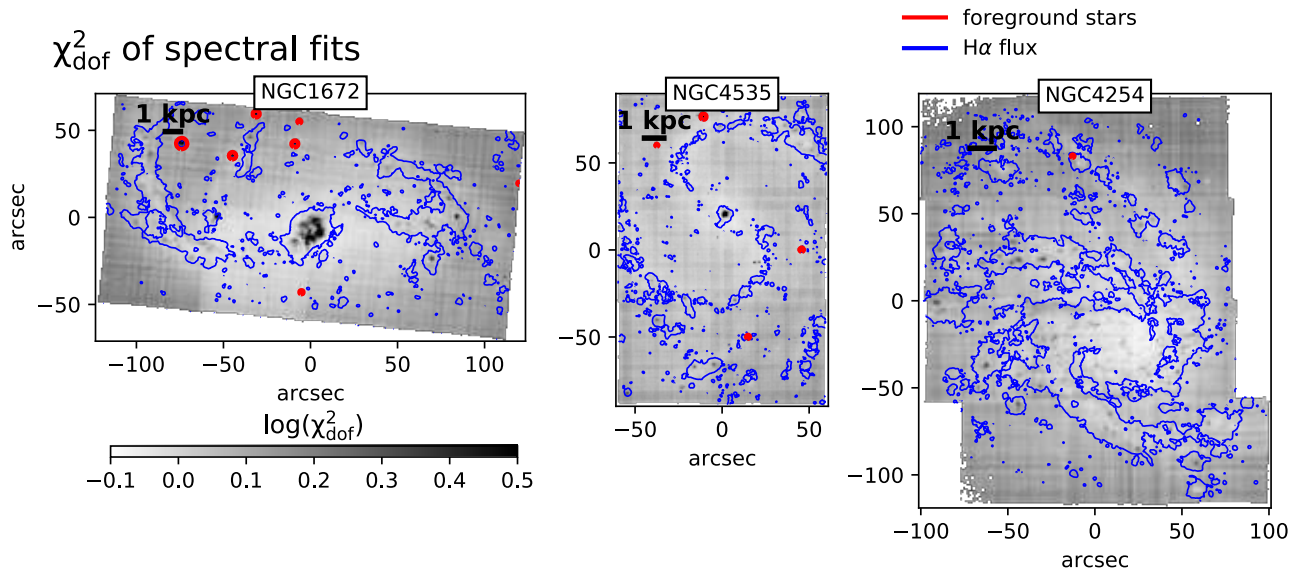 foreground stars
Hα flux
χ²dof of spectral fits
NGC1672
NGC4535
NGC4254
1 kpc
1 kpc
1 kpc
arcsec
50
0
−50
−100
−50
0
50
100
arcsec
50
0
−50
−50
0
50
arcsec
100
50
0
−50
−100
−100
−50
0
50
100
arcsec
log(χ²dof)
−0.1
0.0
0.1
0.2
0.3
0.4
0.5